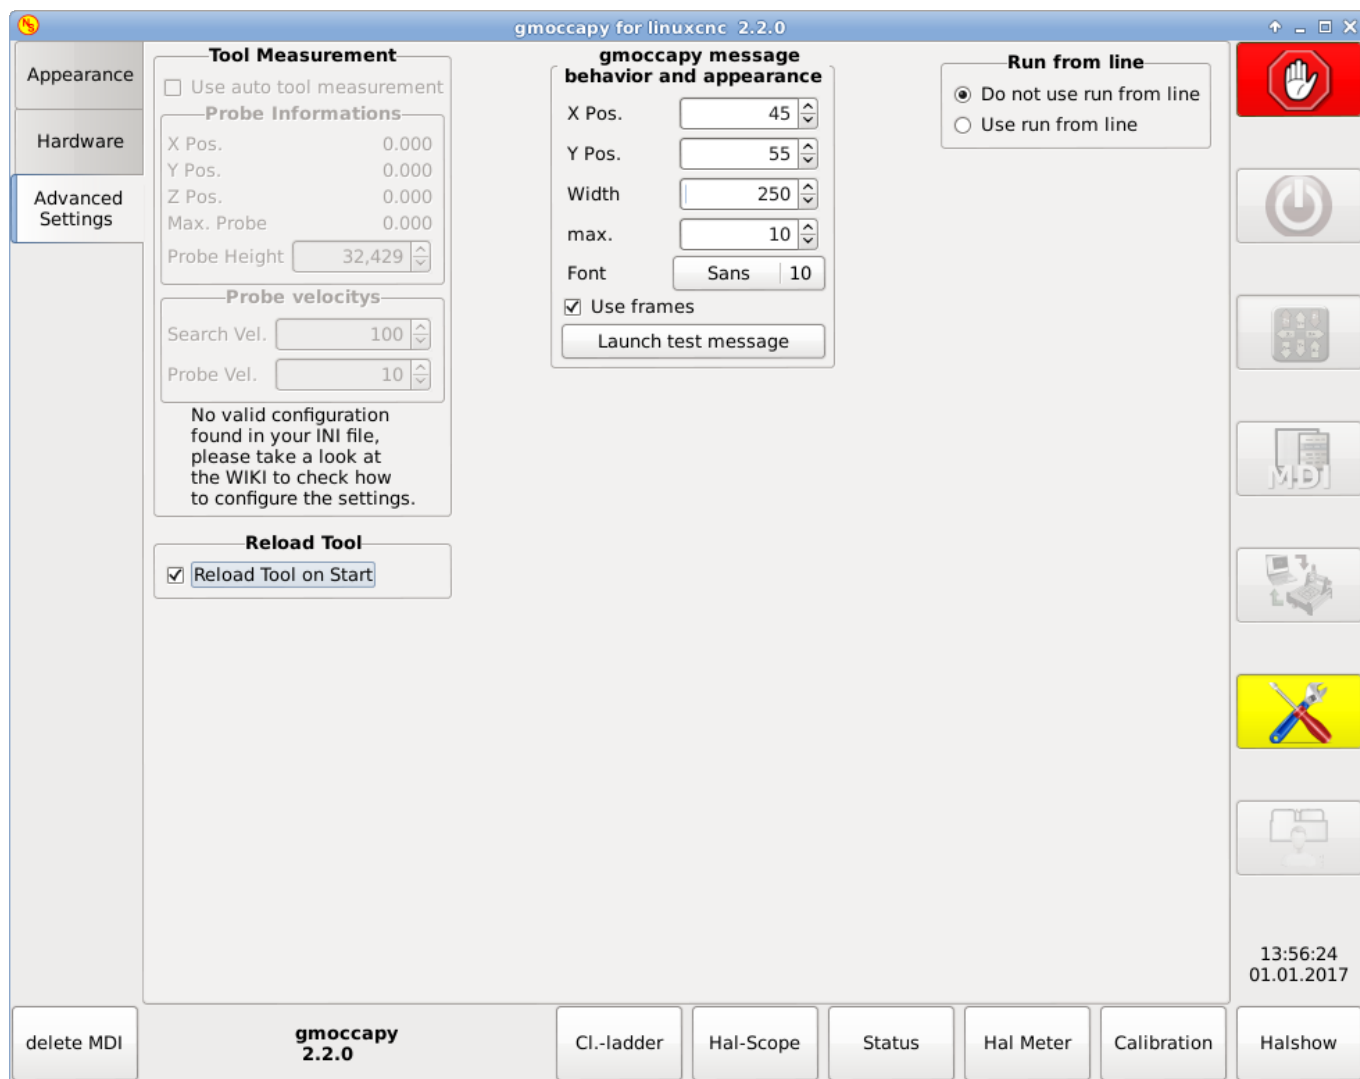 gmoccapy for linuxcnc 2.2.0
Appearance
Hardware
Advanced
Settings
Tool Measurement
Use auto tool measurement
Probe Informations
X Pos. 0.000
Y Pos. 0.000
Z Pos. 0.000
Max. Probe 0.000
Probe Height 32,429
Probe velocitys
Search Vel. 100
Probe Vel. 10
No valid configuration
found in your INI file,
please take a look at
the WIKI to check how
to configure the settings.
Reload Tool
Reload Tool on Start
gmoccapy message
behavior and appearance
X Pos. 45
Y Pos. 55
Width 250
max. 10
Font Sans 10
Use frames
Launch test message
Run from line
Do not use run from line
Use run from line
MDI
13:56:24
01.01.2017
delete MDI
gmoccapy
2.2.0
Cl.-ladder
Hal-Scope
Status
Hal Meter
Calibration
Halshow